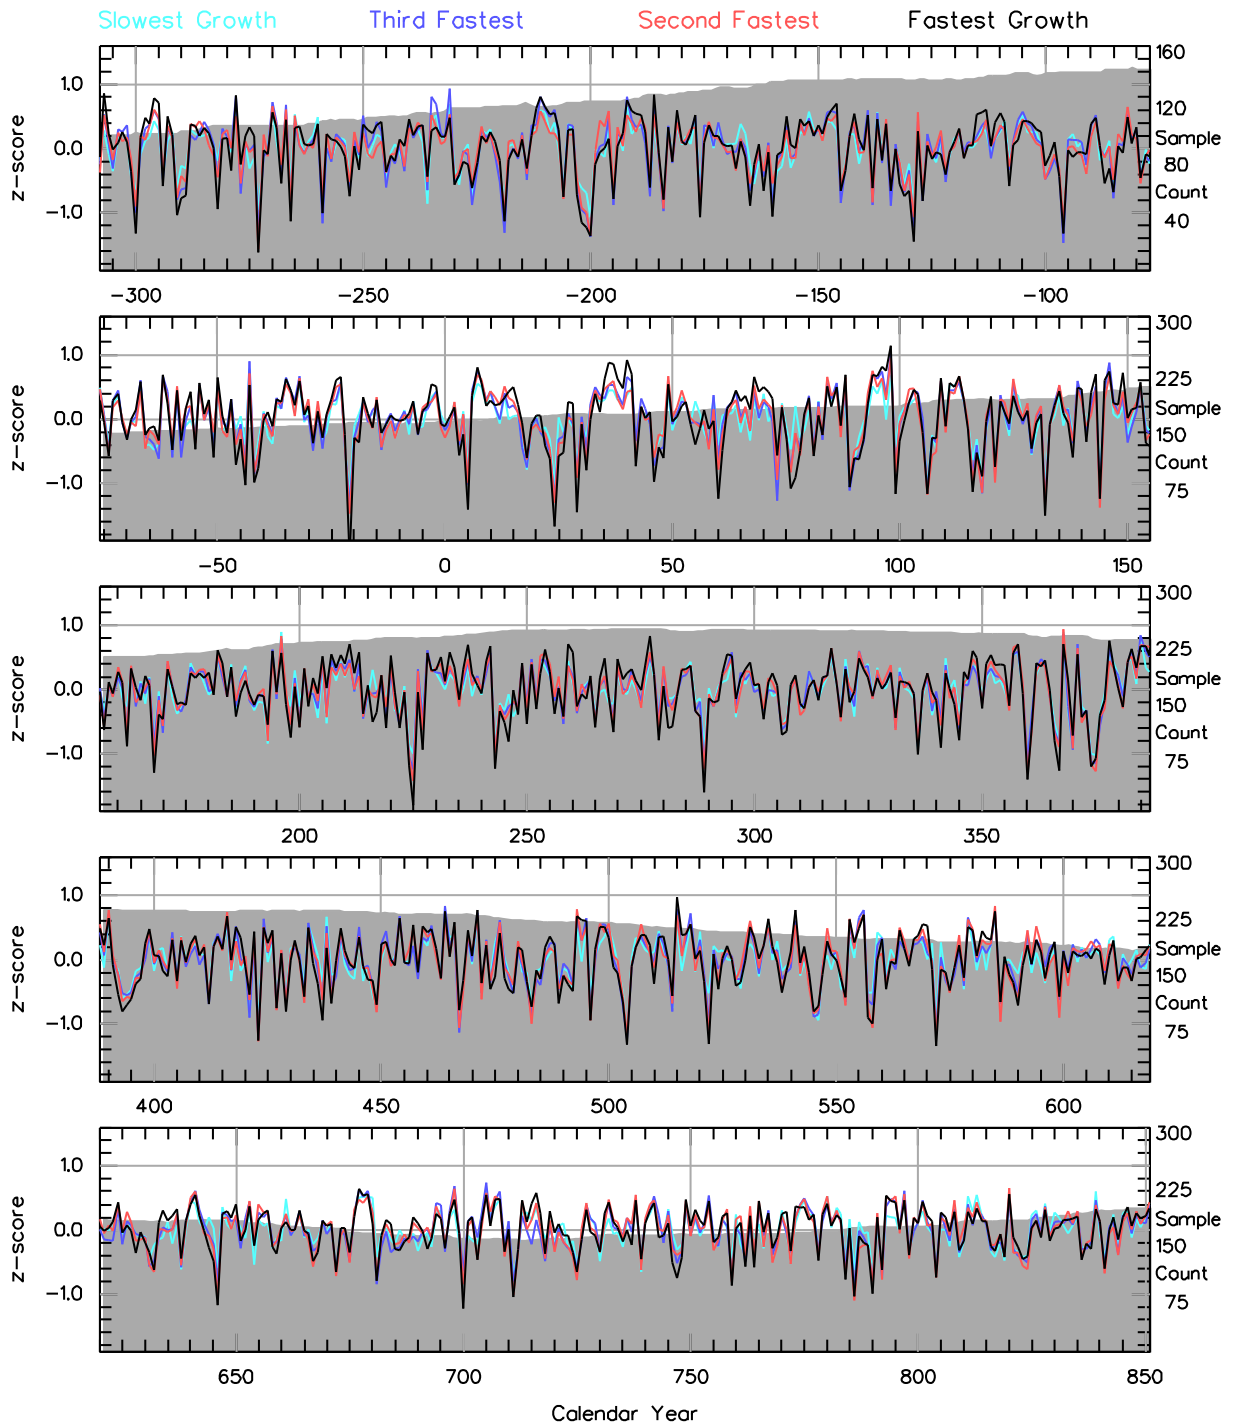 Slowest Growth Third Fastest Second Fastest Fastest Growth
160
1.0
120
z-score 0.0 Sample
80
Count
−1.0 40
−300 −250 −200 −150 −100
300
1.0
225
z-score 0.0 Sample
150
Count
−1.0 75
−50 0 50 100 150
300
1.0
225
z-score 0.0 Sample
150
Count
−1.0 75
200 250 300 350
300
1.0
225
z-score 0.0 Sample
150
Count
−1.0 75
400 450 500 550 600
300
1.0
225
z-score 0.0 Sample
150
Count
−1.0 75
650 700 750 800 850
Calendar Year